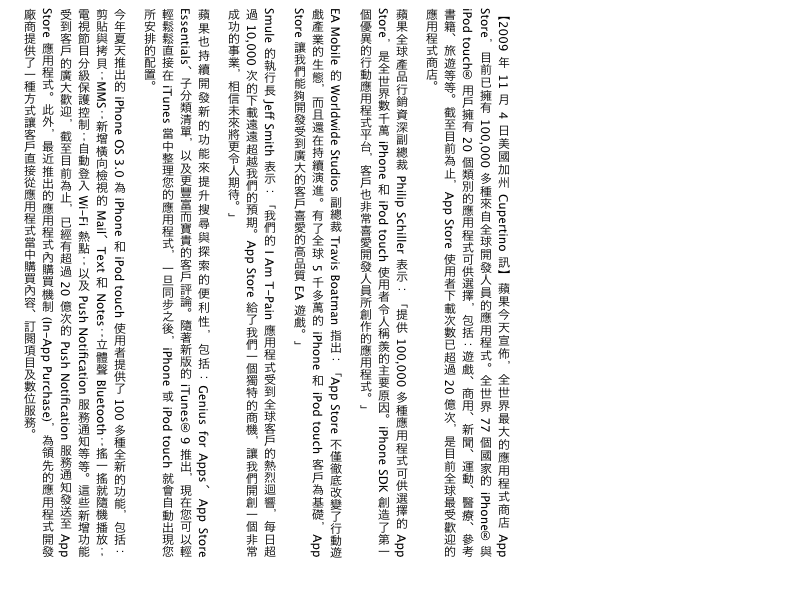 【2009 年 11 月 4 日美國加州 Cupertino 訊】蘋果今天宣佈，全世界最大的應用程式商店 App
Store，目前已擁有 100,000 多種來自全球開發人員的應用程式。全世界 77 個國家的 iPhone® 與
iPod touch® 用戶擁有 20 個類別的應用程式可供選擇，包括：遊戲、商用、新聞、運動、醫療、參考
書籍、旅遊等等。截至目前為止，App Store 使用者下載次數已超過 20 億次，是目前全球最受歡迎的
應用程式商店。
蘋果全球產品行銷資深副總裁 Philip Schiller 表示：「提供 100,000 多種應用程式可供選擇的 App
Store，是全世界數千萬 iPhone 和 iPod touch 使用者令人稱羨的主要原因。iPhone SDK 創造了第一
個優異的行動應用程式平台，客戶也非常喜愛開發人員所創作的應用程式。」
EA Mobile 的 Worldwide Studios 副總裁 Travis Boatman 指出：「App Store 不僅徹底改變了行動遊
戲產業的生態，而且還在持續演進。有了全球 5 千多萬的 iPhone 和 iPod touch 客戶為基礎，App
Store 讓我們能夠開發受到廣大的客戶喜愛的高品質 EA 遊戲。」
Smule 的執行長 Jeff Smith 表示：「我們的 I Am T-Pain 應用程式受到全球客戶的熱烈迴響，每日超
過 10,000 次的下載遠遠超越我們的預期。App Store 給了我們一個獨特的商機，讓我們開創一個非常
成功的事業，相信未來將更令人期待。」
蘋果也持續開發新的功能來提升搜尋與探索的便利性，包括：Genius for Apps、App Store
Essentials、子分類清單，以及更豐富而寶貴的客戶評論。隨著新版的 iTunes® 9 推出，現在您可以輕
輕鬆鬆直接在 iTunes 當中整理您的應用程式，一旦同步之後，iPhone 或 iPod touch 就會自動出現您
所安排的配置。
今年夏天推出的 iPhone OS 3.0 為 iPhone 和 iPod touch 使用者提供了 100 多種全新的功能，包括：
剪貼與拷貝；MMS；新增橫向檢視的 Mail、Text 和 Notes；立體聲 Bluetooth；搖一搖就隨機播放；
電視節目分級保護控制；自動登入 Wi-Fi 熱點；以及 Push Notification 服務通知等等。這些新增功能
受到客戶的廣大歡迎，截至目前為止，已經有超過 20 億次的 Push Notification 服務通知發送至 App
Store 應用程式。此外，最近推出的應用程式內購買機制 (In-App Purchase)，為領先的應用程式開發
廠商提供了一種方式讓客戶直接從應用程式當中購買內容、訂閱項目及數位服務。